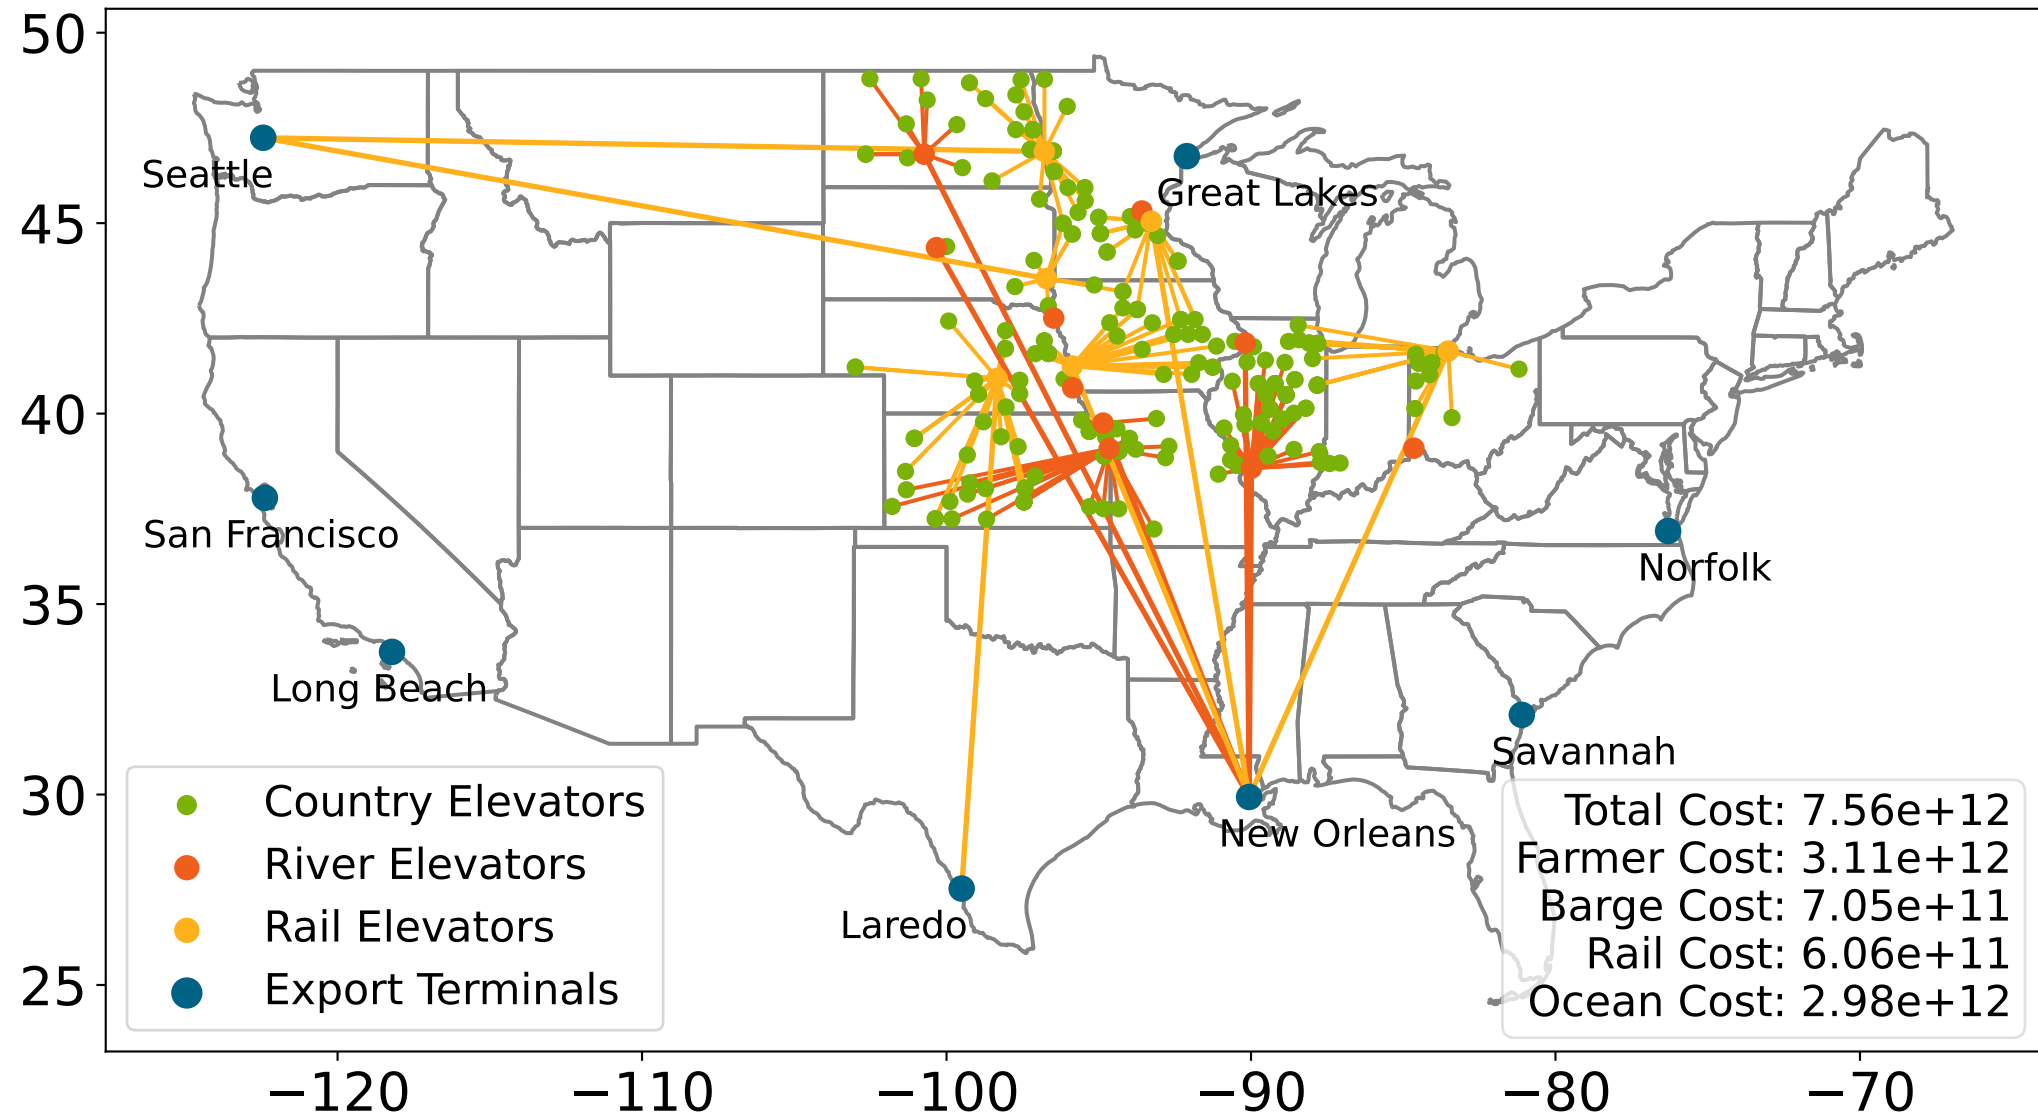 50
45
40
35
30
25
−120
−110
−100
−90
−80
−70
Seattle
Great Lakes
San Francisco
Norfolk
Long Beach
Savannah
New Orleans
Laredo
Country Elevators
River Elevators
Rail Elevators
Export Terminals
Total Cost: 7.56e+12
Farmer Cost: 3.11e+12
Barge Cost: 7.05e+11
Rail Cost: 6.06e+11
Ocean Cost: 2.98e+12